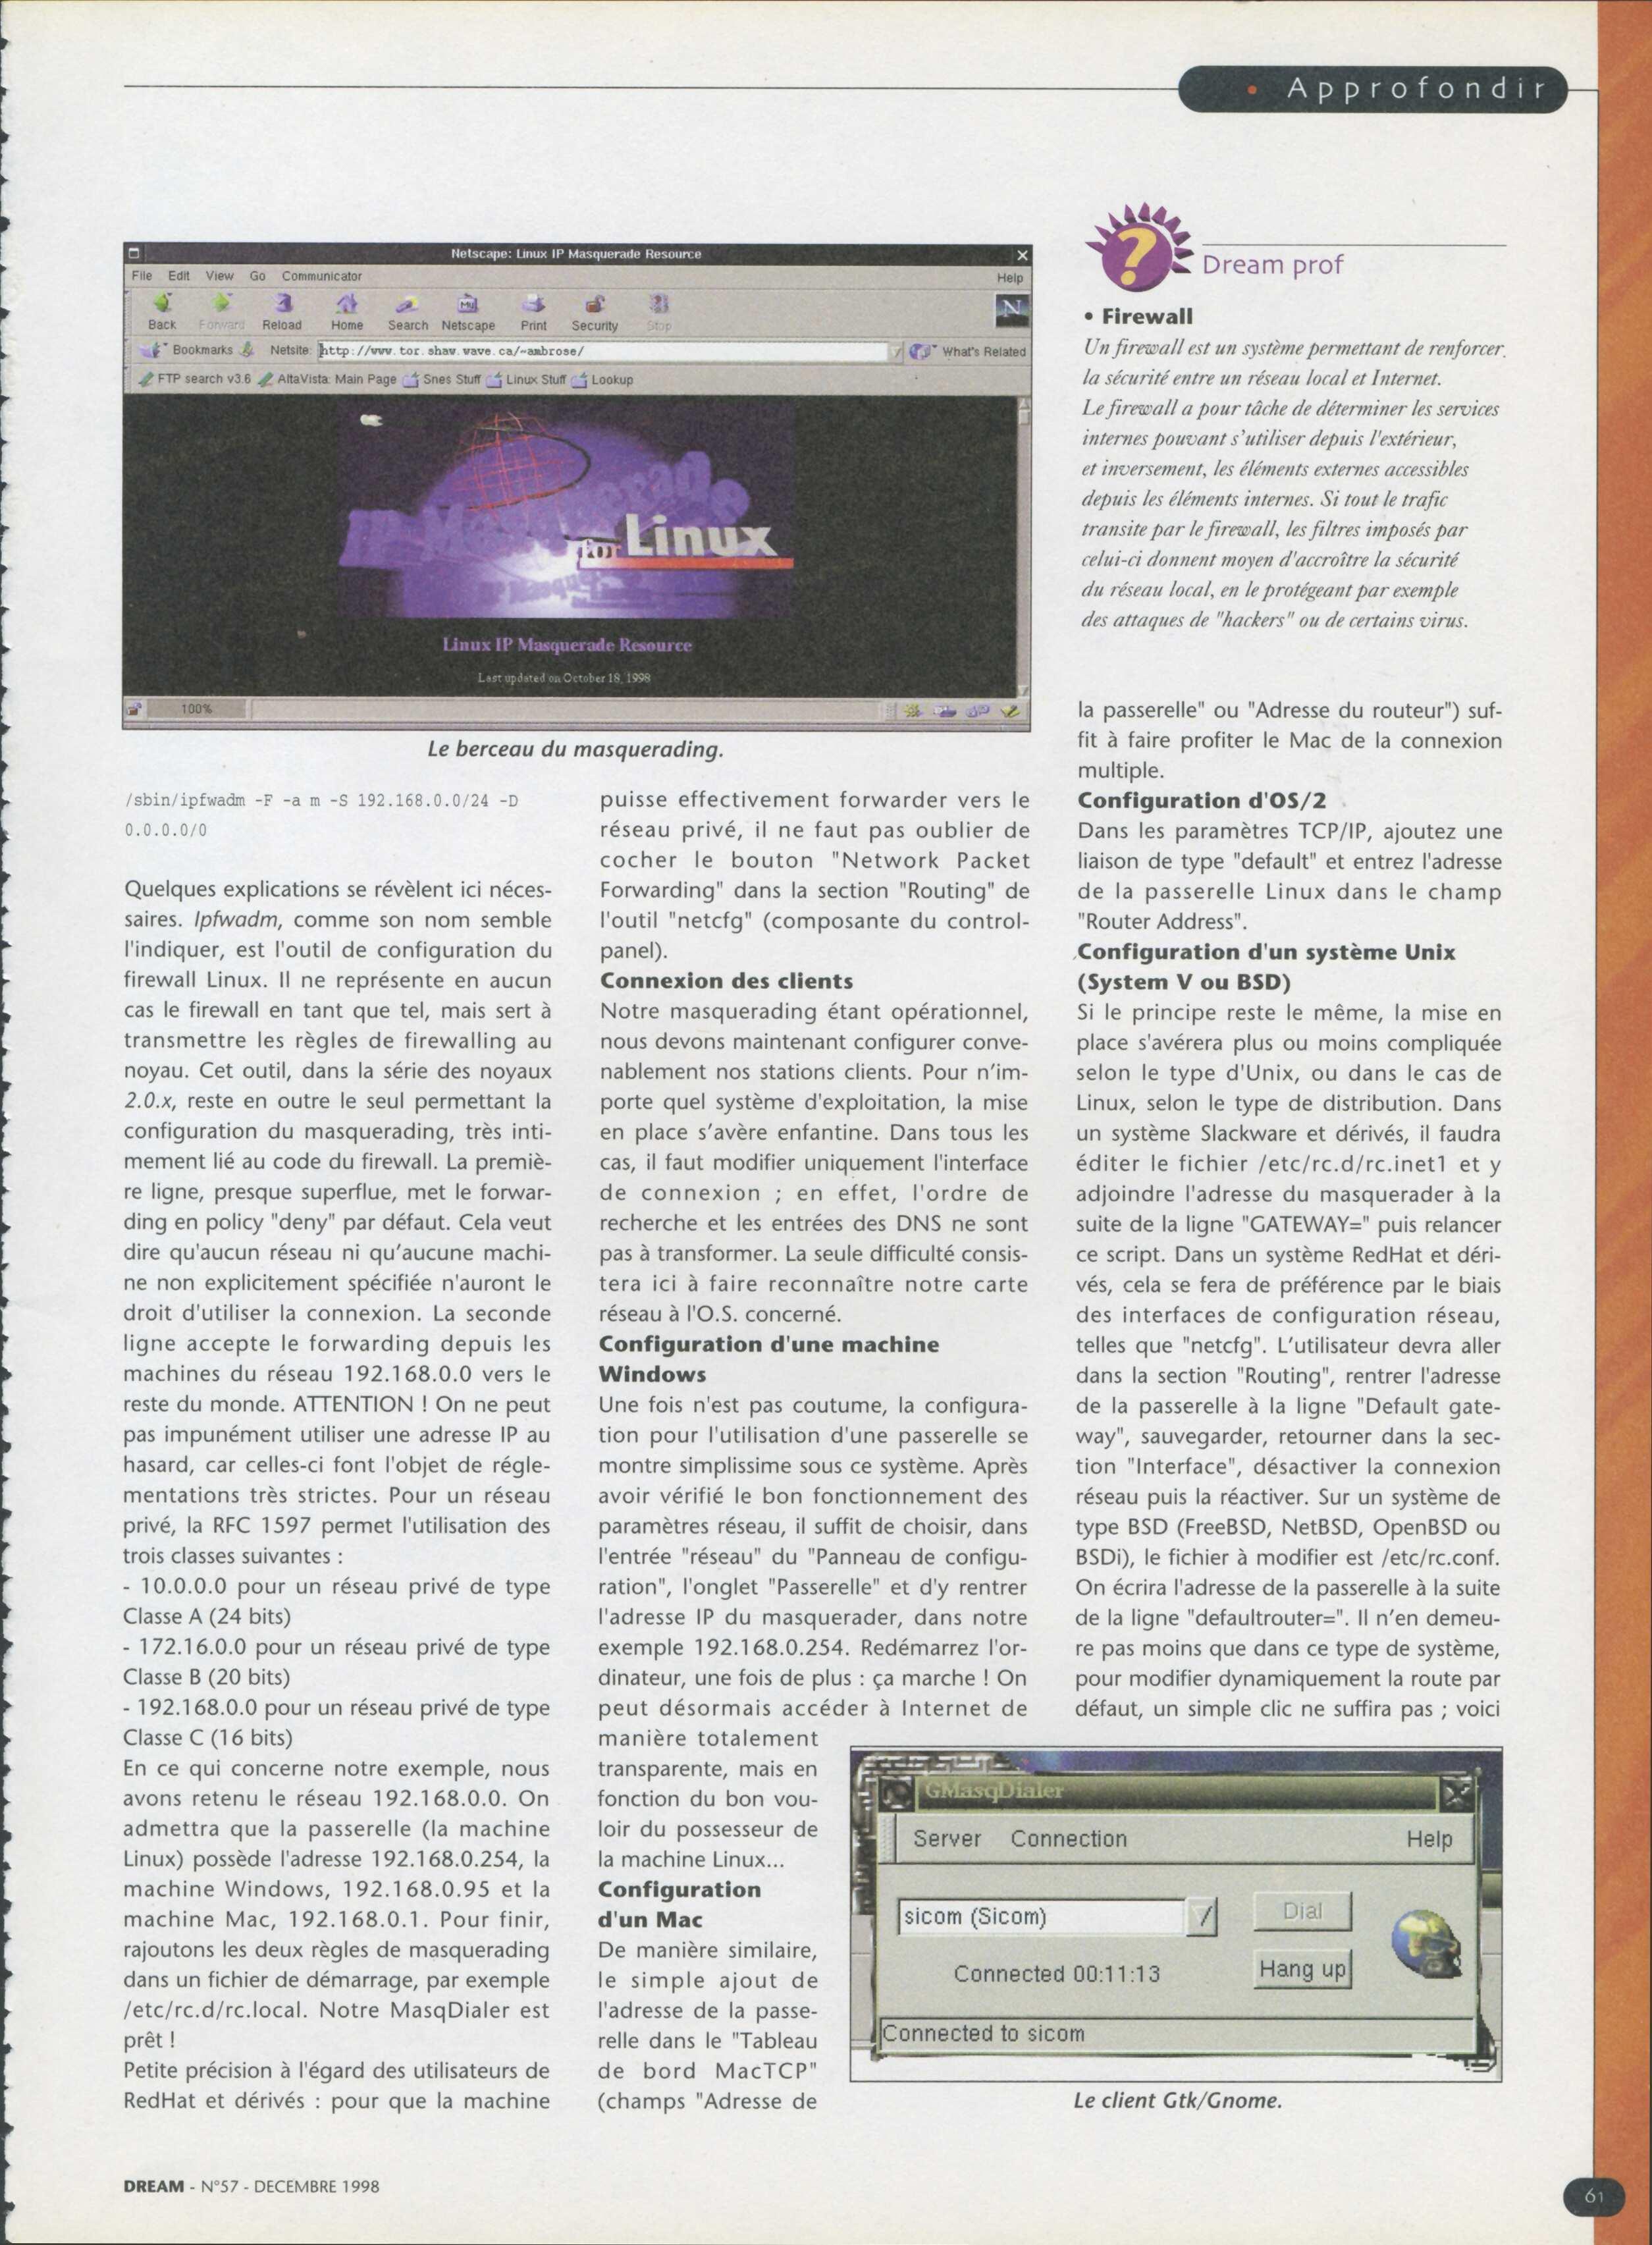 • Approfondir
Netscape: Linux IP Masquerade Resource
File Edit View Go Communicator Help
Back Forward Reload Home Search Netscape Print Security Stop
Bookmarks Netsite: http://www.tor.shaw.wave.ca/~ambrose/ What's Related
FTP search v3.6 AltaVista: Main Page Snes Stuff Linux Stuff Lookup
IP Masquerade
for Linux
Linux IP Masquerade Resource
Last updated on October 18, 1998
100%
Le berceau du masquerading.
/sbin/ipfwadm -F -a m -S 192.168.0.0/24 -D
0.0.0.0/0
Quelques explications se révèlent ici néces-
saires. Ipfwadm, comme son nom semble
l'indiquer, est l'outil de configuration du
firewall Linux. Il ne représente en aucun
cas le firewall en tant que tel, mais sert à
transmettre les règles de firewalling au
noyau. Cet outil, dans la série des noyaux
2.0.x, reste en outre le seul permettant la
configuration du masquerading, très inti-
mement lié au code du firewall. La premiè-
re ligne, presque superflue, met le forwar-
ding en policy "deny" par défaut. Cela veut
dire qu'aucun réseau ni qu'aucune machi-
ne non explicitement spécifiée n'auront le
droit d'utiliser la connexion. La seconde
ligne accepte le forwarding depuis les
machines du réseau 192.168.0.0 vers le
reste du monde. ATTENTION ! On ne peut
pas impunément utiliser une adresse IP au
hasard, car celles-ci font l'objet de régle-
mentations très strictes. Pour un réseau
privé, la RFC 1597 permet l'utilisation des
trois classes suivantes :
- 10.0.0.0 pour un réseau privé de type
Classe A (24 bits)
- 172.16.0.0 pour un réseau privé de type
Classe B (20 bits)
- 192.168.0.0 pour un réseau privé de type
Classe C (16 bits)
En ce qui concerne notre exemple, nous
avons retenu le réseau 192.168.0.0. On
admettra que la passerelle (la machine
Linux) possède l'adresse 192.168.0.254, la
machine Windows, 192.168.0.95 et la
machine Mac, 192.168.0.1. Pour finir,
rajoutons les deux règles de masquerading
dans un fichier de démarrage, par exemple
/etc/rc.d/rc.local. Notre MasqDialer est
prêt !
Petite précision à l'égard des utilisateurs de
RedHat et dérivés : pour que la machine
puisse effectivement forwarder vers le
réseau privé, il ne faut pas oublier de
cocher le bouton "Network Packet
Forwarding" dans la section "Routing" de
l'outil "netcfg" (composante du control-
panel).
Connexion des clients
Notre masquerading étant opérationnel,
nous devons maintenant configurer conve-
nablement nos stations clients. Pour n'im-
porte quel système d'exploitation, la mise
en place s'avère enfantine. Dans tous les
cas, il faut modifier uniquement l'interface
de connexion ; en effet, l'ordre de
recherche et les entrées des DNS ne sont
pas à transformer. La seule difficulté consis-
tera ici à faire reconnaître notre carte
réseau à l'O.S. concerné.
Configuration d'une machine
Windows
Une fois n'est pas coutume, la configura-
tion pour l'utilisation d'une passerelle se
montre simplissime sous ce système. Après
avoir vérifié le bon fonctionnement des
paramètres réseau, il suffit de choisir, dans
l'entrée "réseau" du "Panneau de configu-
ration", l'onglet "Passerelle" et d'y rentrer
l'adresse IP du masquerader, dans notre
exemple 192.168.0.254. Redémarrez l'or-
dinateur, une fois de plus : ça marche ! On
peut désormais accéder à Internet de
manière totalement
transparente, mais en
fonction du bon vou-
loir du possesseur de
la machine Linux...
Configuration
d'un Mac
De manière similaire,
le simple ajout de
l'adresse de la passe-
relle dans le "Tableau
de bord MacTCP"
(champs "Adresse de
Dream prof
• Firewall
Un firewall est un système permettant de renforcer
la sécurité entre un réseau local et Internet.
Le firewall a pour tâche de déterminer les services
internes pouvant s'utiliser depuis l'extérieur,
et inversement, les éléments externes accessibles
depuis les éléments internes. Si tout le trafic
transite par le firewall, les filtres imposés par
celui-ci donnent moyen d'accroître la sécurité
du réseau local, en le protégeant par exemple
des attaques de "hackers" ou de certains virus.
la passerelle" ou "Adresse du routeur") suf-
fit à faire profiter le Mac de la connexion
multiple.
Configuration d'OS/2
Dans les paramètres TCP/IP, ajoutez une
liaison de type "default" et entrez l'adresse
de la passerelle Linux dans le champ
"Router Address".
Configuration d'un système Unix
(System V ou BSD)
Si le principe reste le même, la mise en
place s'avérera plus ou moins compliquée
selon le type d'Unix, ou dans le cas de
Linux, selon le type de distribution. Dans
un système Slackware et dérivés, il faudra
éditer le fichier /etc/rc.d/rc.inet1 et y
adjoindre l'adresse du masquerader à la
suite de la ligne "GATEWAY=" puis relancer
ce script. Dans un système RedHat et déri-
vés, cela se fera de préférence par le biais
des interfaces de configuration réseau,
telles que "netcfg". L'utilisateur devra aller
dans la section "Routing", rentrer l'adresse
de la passerelle à la ligne "Default gate-
way", sauvegarder, retourner dans la sec-
tion "Interface", désactiver la connexion
réseau puis la réactiver. Sur un système de
type BSD (FreeBSD, NetBSD, OpenBSD ou
BSDi), le fichier à modifier est /etc/rc.conf.
On écrira l'adresse de la passerelle à la suite
de la ligne "defaultrouter=". Il n'en demeu-
re pas moins que dans ce type de système,
pour modifier dynamiquement la route par
défaut, un simple clic ne suffira pas ; voici
GMasqDialer
Server Connection Help
sicom (Sicom) Dial
Connected 00:11:13 Hang up
Connected to sicom
Le client Gtk/Gnome.
DREAM - N°57 - DECEMBRE 1998
61